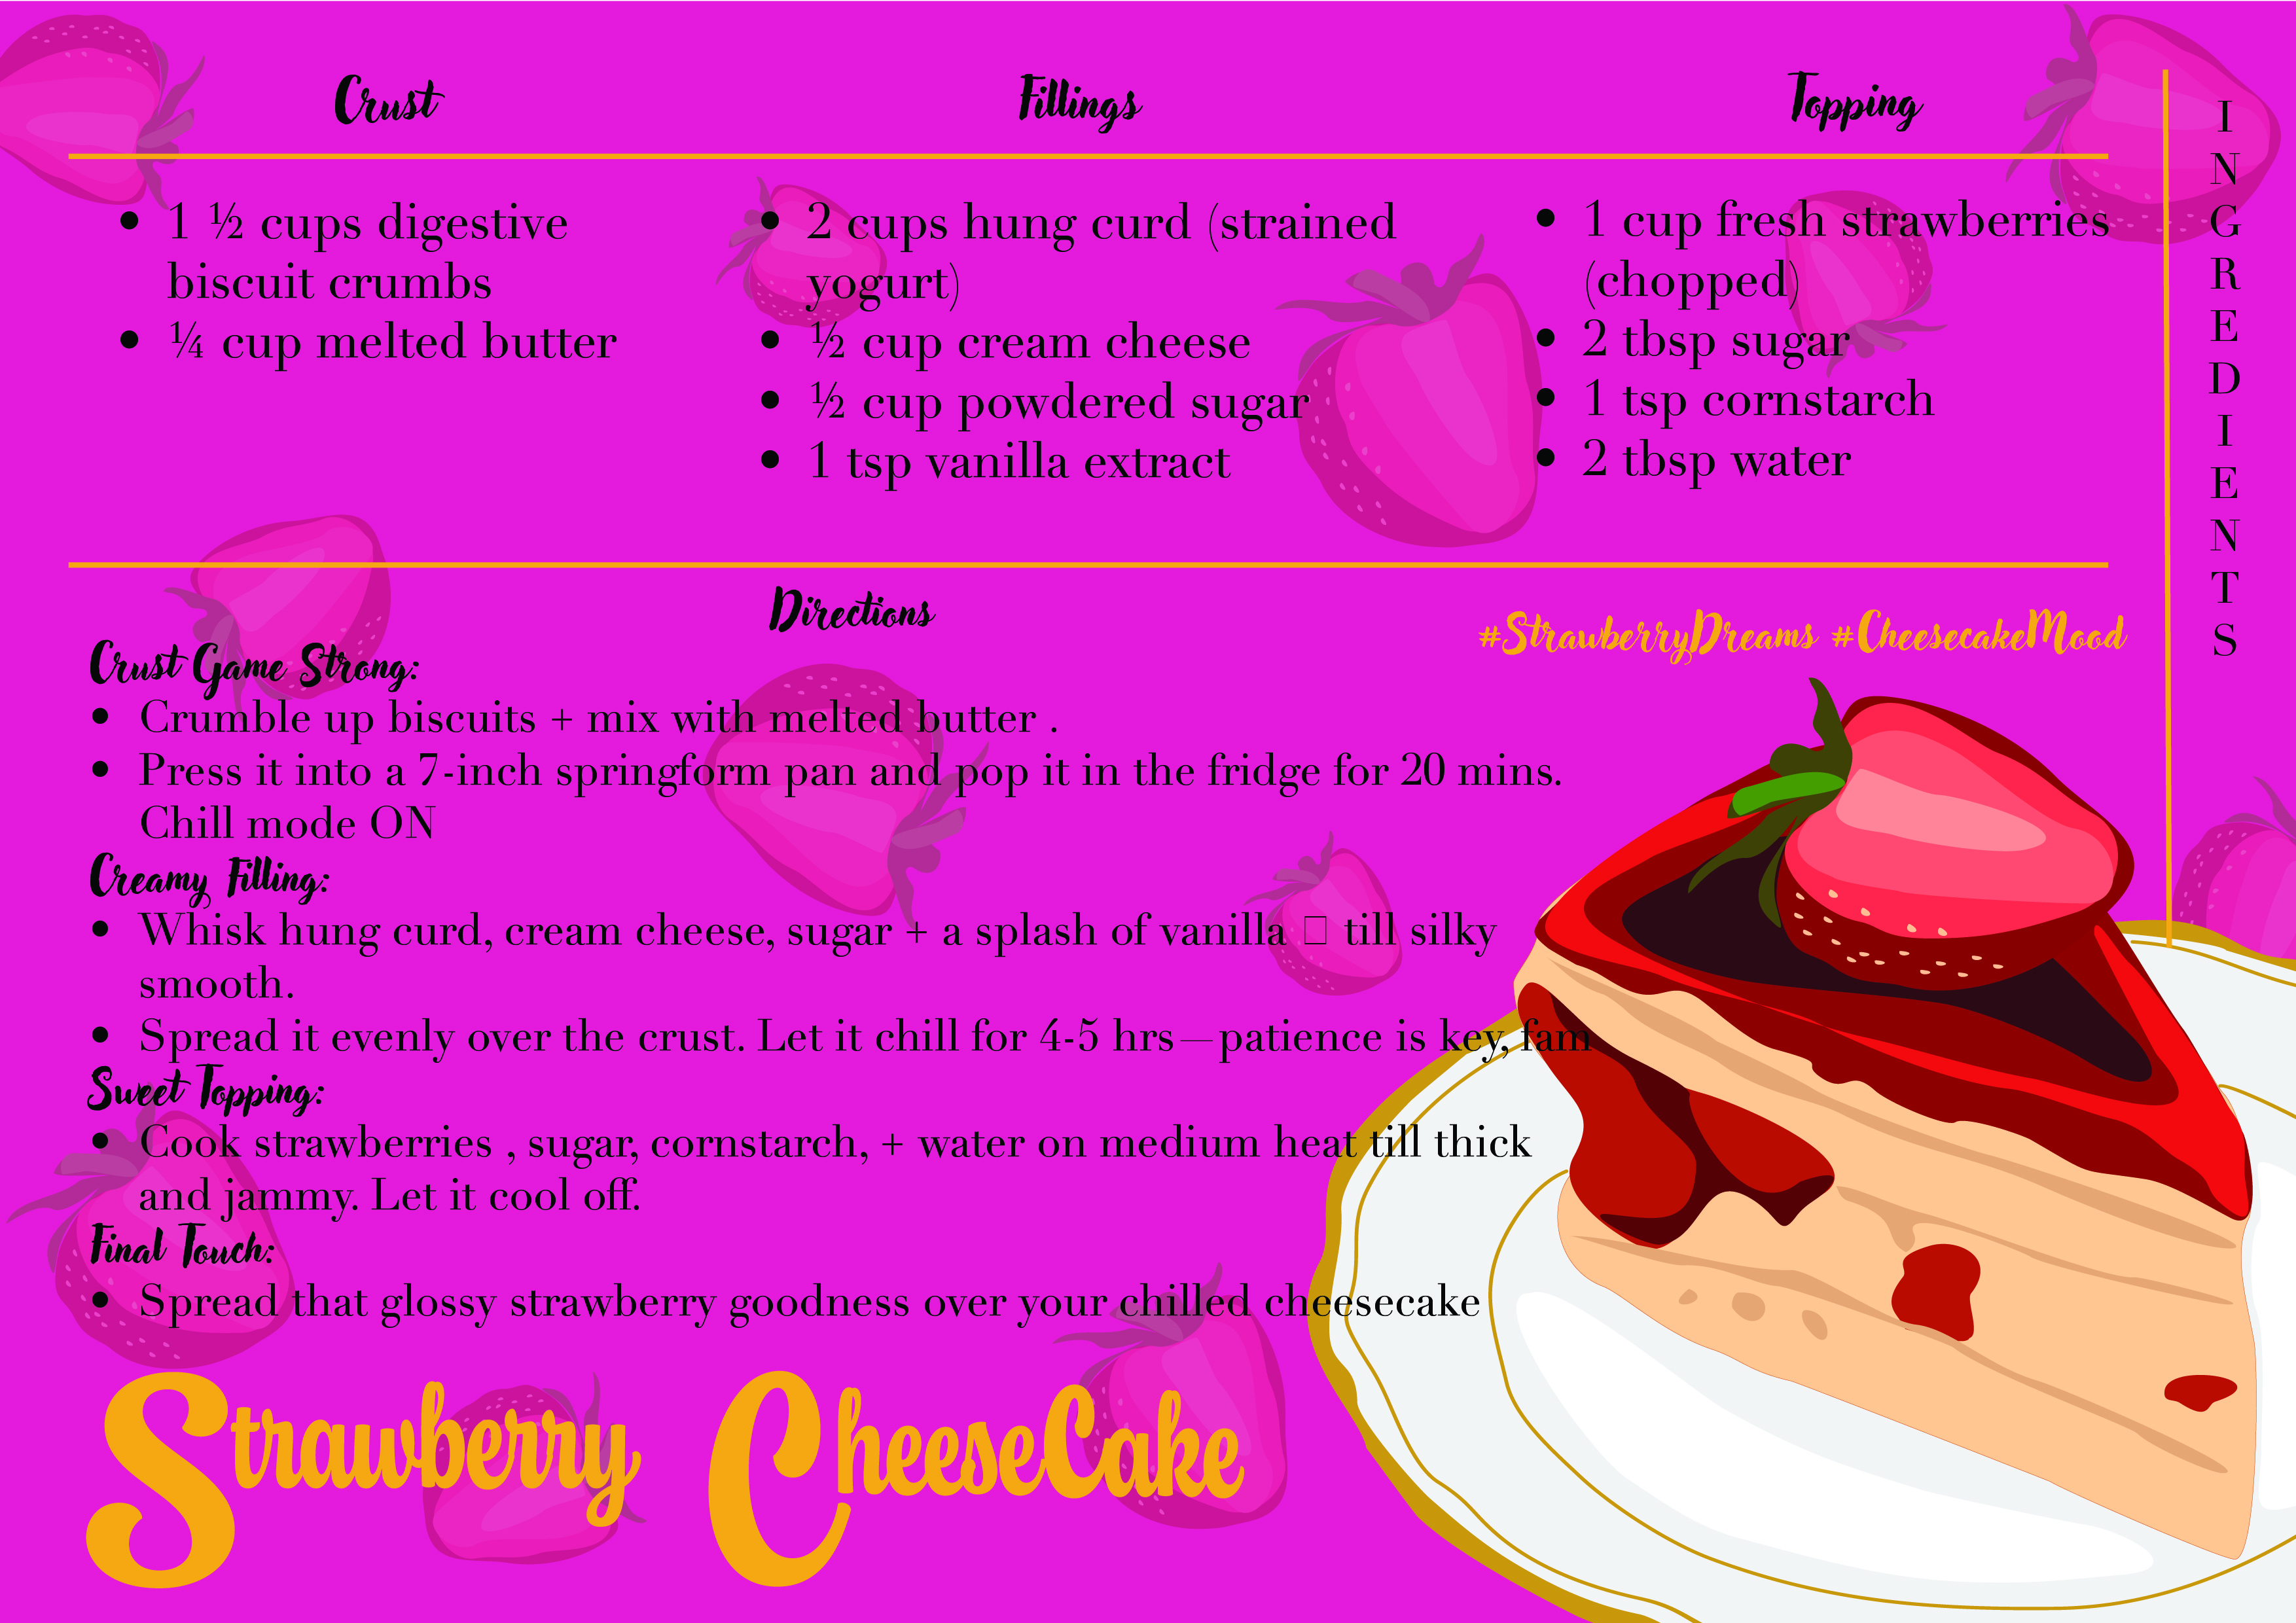 Crust
Fillings
Topping
INGREDIENTS
• 1 ½ cups digestive
biscuit crumbs
• ¼ cup melted butter
• 2 cups hung curd (strained
yogurt)
• ½ cup cream cheese
• ½ cup powdered sugar
• 1 tsp vanilla extract
• 1 cup fresh strawberries
(chopped)
• 2 tbsp sugar
• 1 tsp cornstarch
• 2 tbsp water
Directions
#StrawberryDreams #CheesecakeMood
Crust Game Strong:
• Crumble up biscuits + mix with melted butter .
• Press it into a 7-inch springform pan and pop it in the fridge for 20 mins.
Chill mode ON
Creamy Filling:
• Whisk hung curd, cream cheese, sugar + a splash of vanilla □ till silky
smooth.
• Spread it evenly over the crust. Let it chill for 4-5 hrs—patience is key, fam
Sweet Topping:
• Cook strawberries , sugar, cornstarch, + water on medium heat till thick
and jammy. Let it cool off.
Final Touch:
• Spread that glossy strawberry goodness over your chilled cheesecake
Strawberry CheeseCake